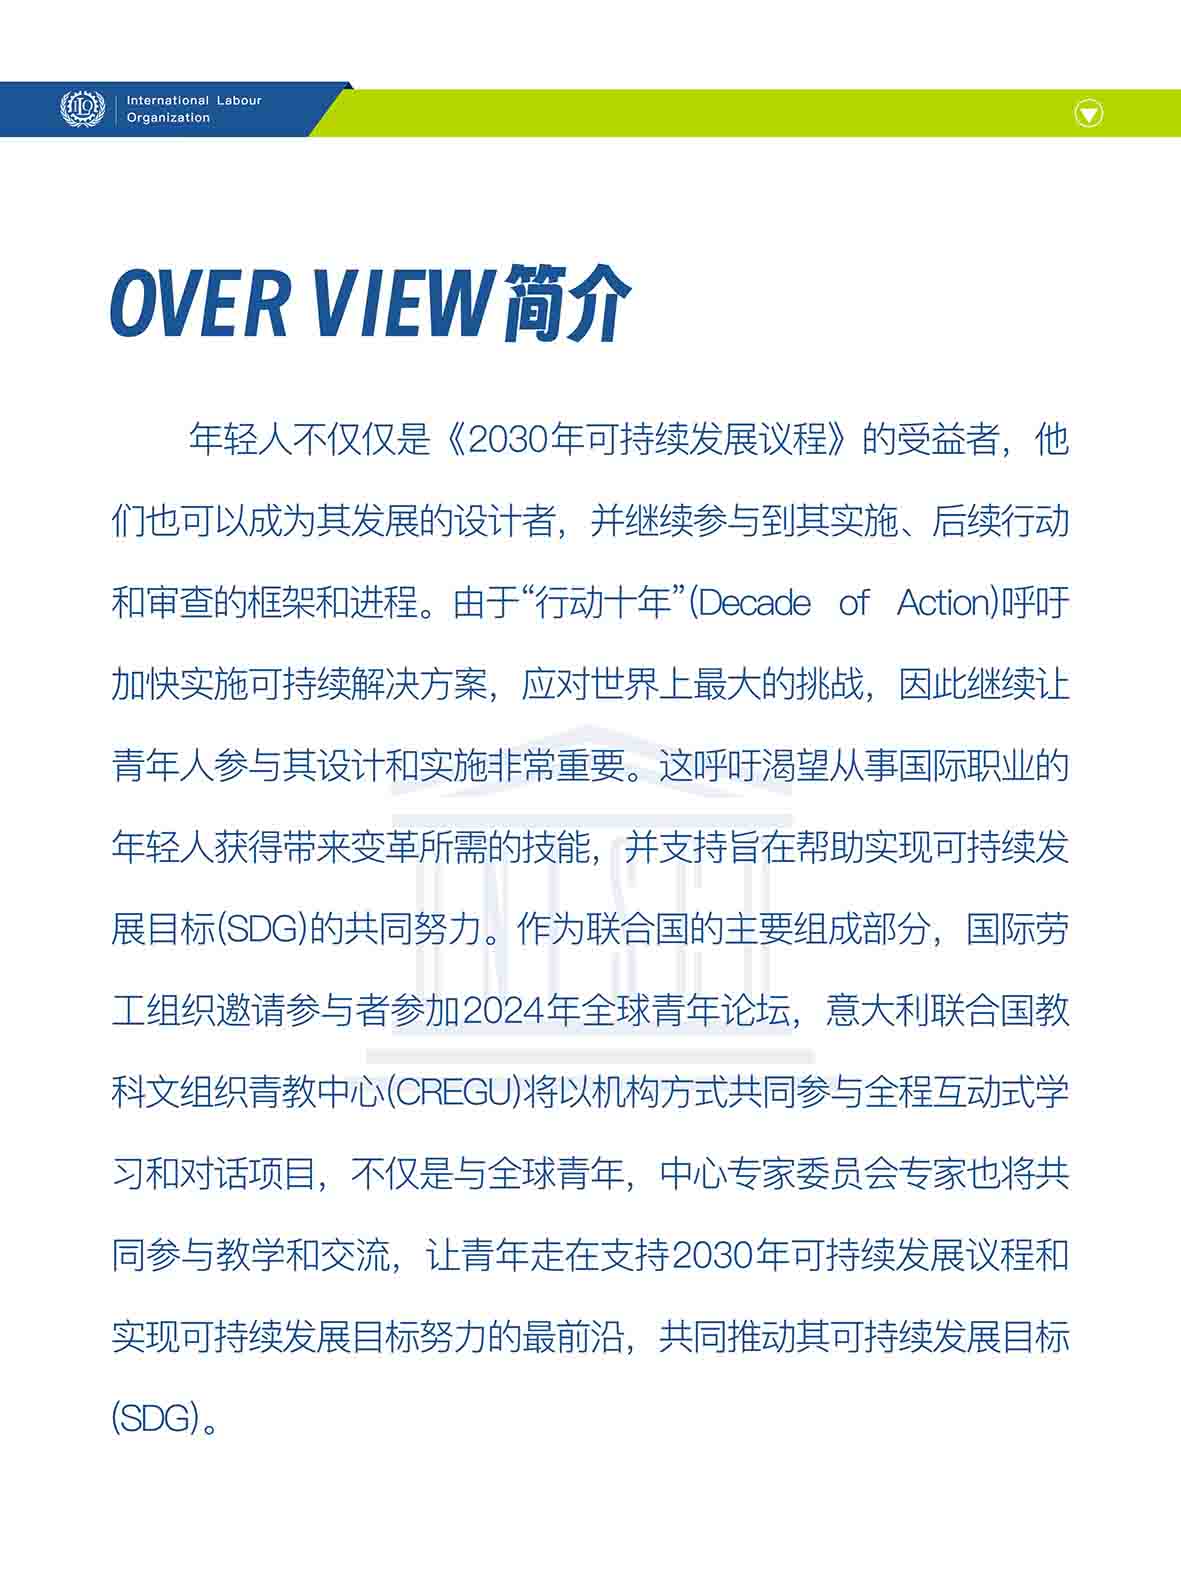 International Labour
Organization
OVER VIEW简介
年轻人不仅仅是《2030年可持续发展议程》的受益者，他
们也可以成为其发展的设计者，并继续参与到其实施、后续行动
和审查的框架和进程。由于“行动十年”(Decade of Action)呼吁
加快实施可持续解决方案，应对世界上最大的挑战，因此继续让
青年人参与其设计和实施非常重要。这呼吁渴望从事国际职业的
年轻人获得带来变革所需的技能，并支持旨在帮助实现可持续发
展目标(SDG)的共同努力。作为联合国的主要组成部分，国际劳
工组织邀请参与者参加2024年全球青年论坛，意大利联合国教
科文组织青教中心(CREGU)将以机构方式共同参与全程互动式学
习和对话项目，不仅是与全球青年，中心专家委员会专家也将共
同参与教学和交流，让青年走在支持2030年可持续发展议程和
实现可持续发展目标努力的最前沿，共同推动其可持续发展目标
(SDG)。